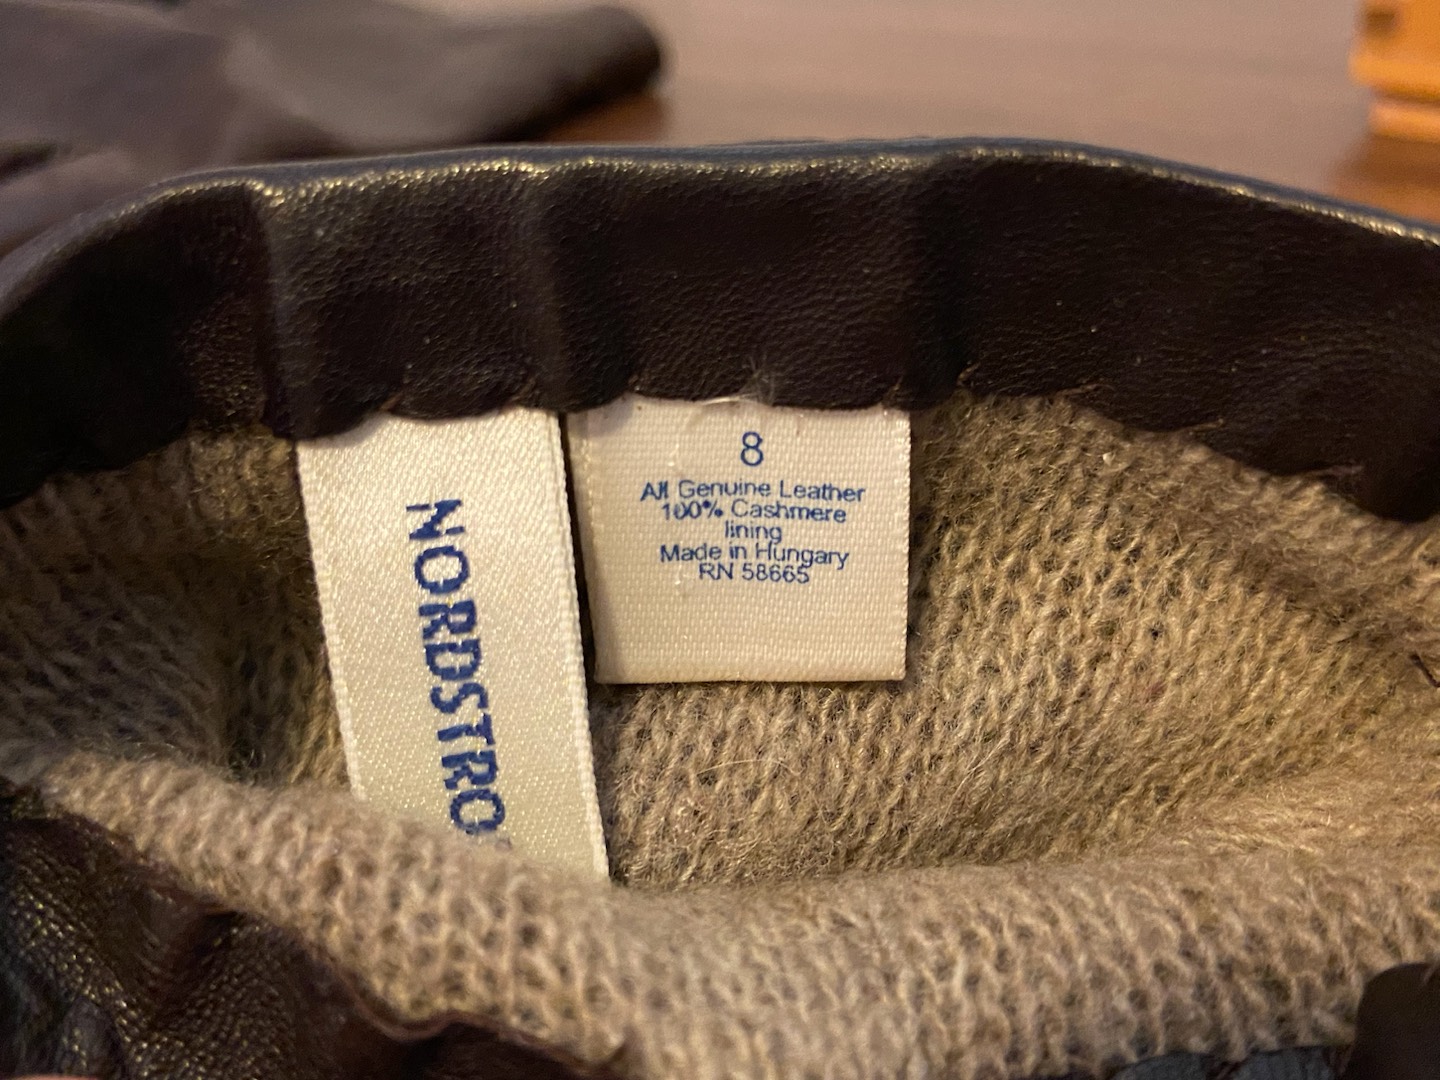 NORDSTRO
8
All Genuine Leather
100% Cashmere
lining
Made in Hungary
RN 58665